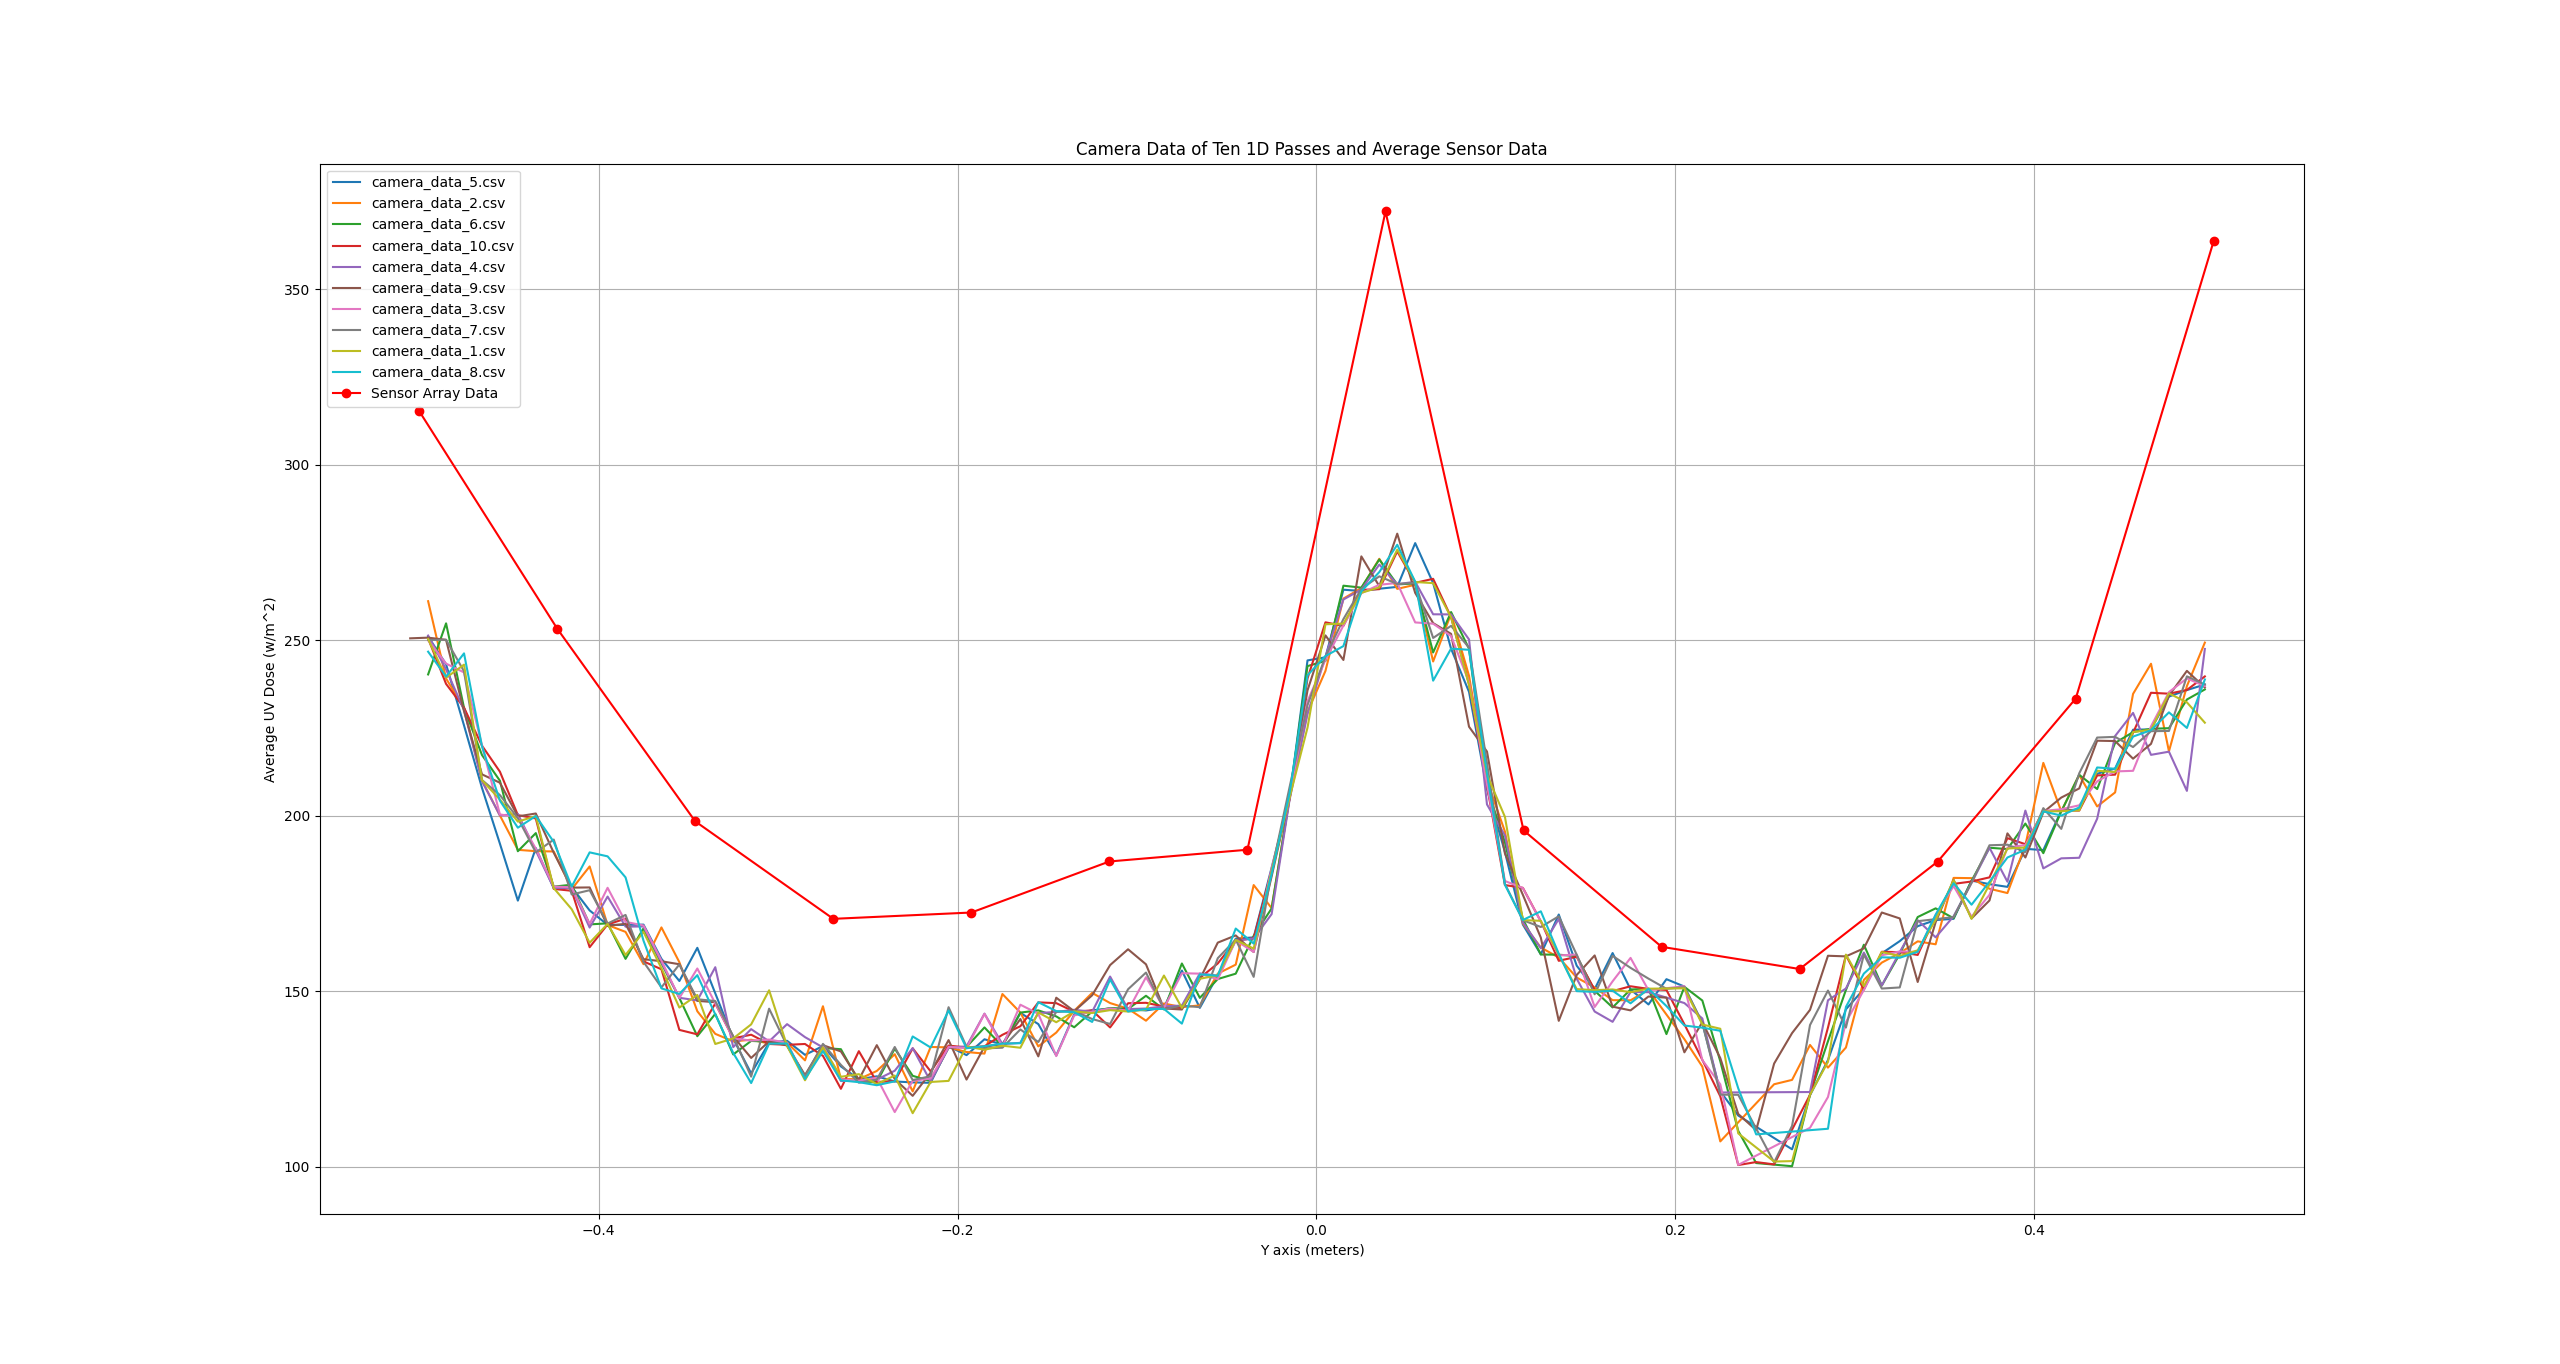 Camera Data of Ten 1D Passes and Average Sensor Data
camera_data_5.csv
camera_data_2.csv
camera_data_6.csv
camera_data_10.csv
camera_data_4.csv
camera_data_9.csv
camera_data_3.csv
camera_data_7.csv
camera_data_1.csv
camera_data_8.csv
Sensor Array Data
Average UV Dose (w/m^2)
350
300
250
200
150
100
−0.4
−0.2
0.0
0.2
0.4
Y axis (meters)